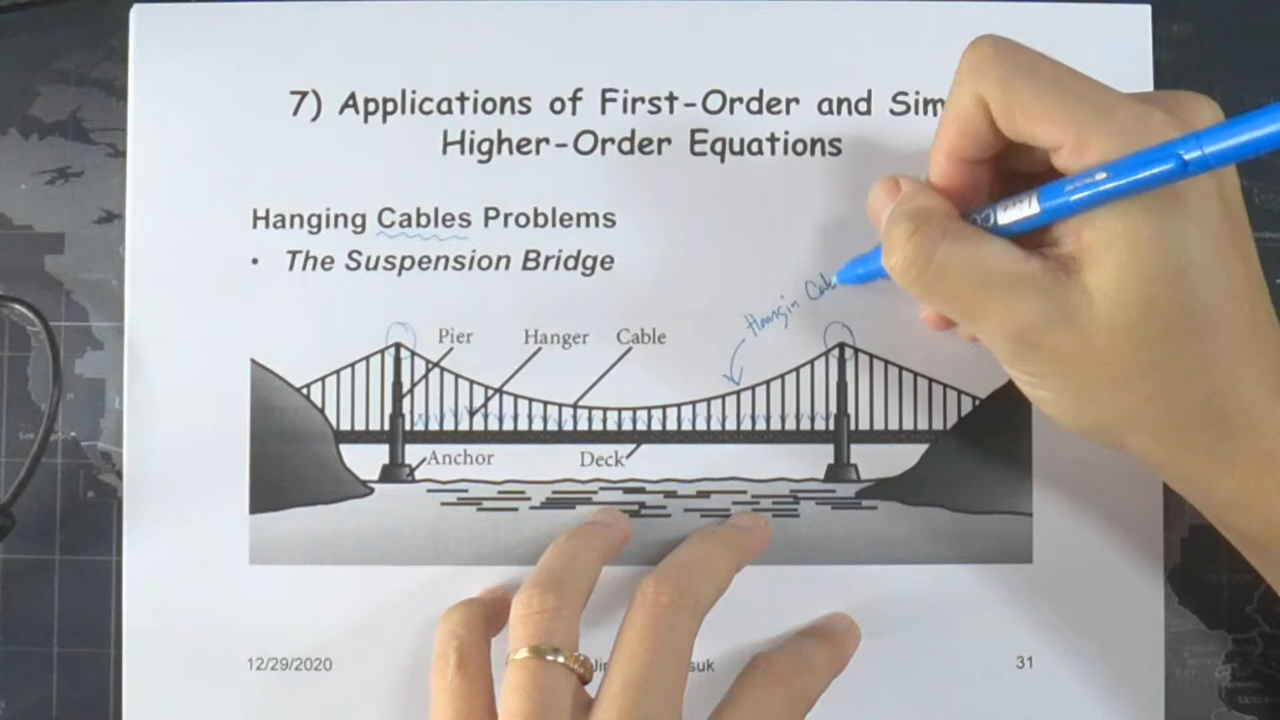 7) Applications of First-Order and Sim
Higher-Order Equations
Hanging Cables Problems
• The Suspension Bridge
Hangin Cab
Pier Hanger Cable
Anchor Deck
12/29/2020
31